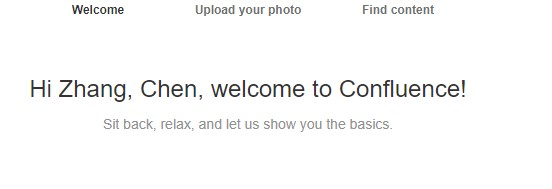 Welcome Upload your photo Find content
Hi Zhang, Chen, welcome to Confluence!
Sit back, relax, and let us show you the basics.